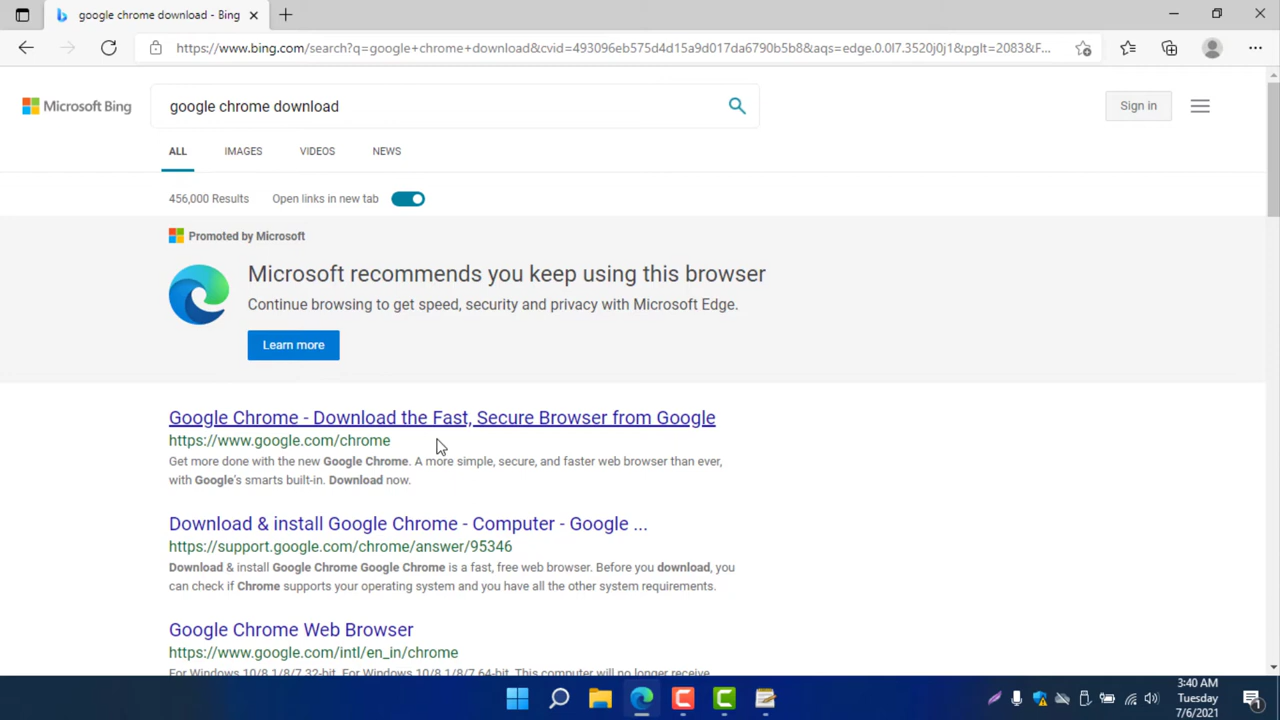 google chrome download - Bing
https://www.bing.com/search?q=google+chrome+download&cvid=493096eb575d4d15a9d017da6790b5b8&aqs=edge.0.0l7.3520j0j1&pglt=2083&F...
Microsoft Bing
google chrome download
Sign in
ALL IMAGES VIDEOS NEWS
456,000 Results Open links in new tab
Promoted by Microsoft
Microsoft recommends you keep using this browser
Continue browsing to get speed, security and privacy with Microsoft Edge.
Learn more
Google Chrome - Download the Fast, Secure Browser from Google
https://www.google.com/chrome
Get more done with the new Google Chrome. A more simple, secure, and faster web browser than ever,
with Google's smarts built-in. Download now.
Download & install Google Chrome - Computer - Google ...
https://support.google.com/chrome/answer/95346
Download & install Google Chrome Google Chrome is a fast, free web browser. Before you download, you
can check if Chrome supports your operating system and you have all the other system requirements.
Google Chrome Web Browser
https://www.google.com/intl/en_in/chrome
For Windows 10/8.1/8/7 32-bit. For Windows 10/8.1/8/7 64-bit. This computer will no longer receive
3:40 AM
Tuesday
7/6/2021
1